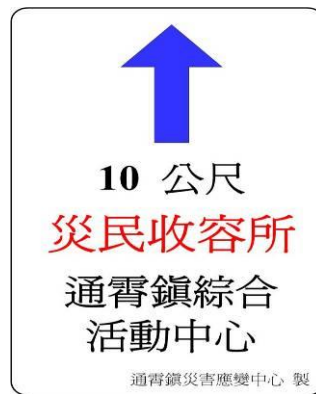 10 公尺
災民收容所
通霄鎮綜合
活動中心
通霄鎮災害應變中心 製